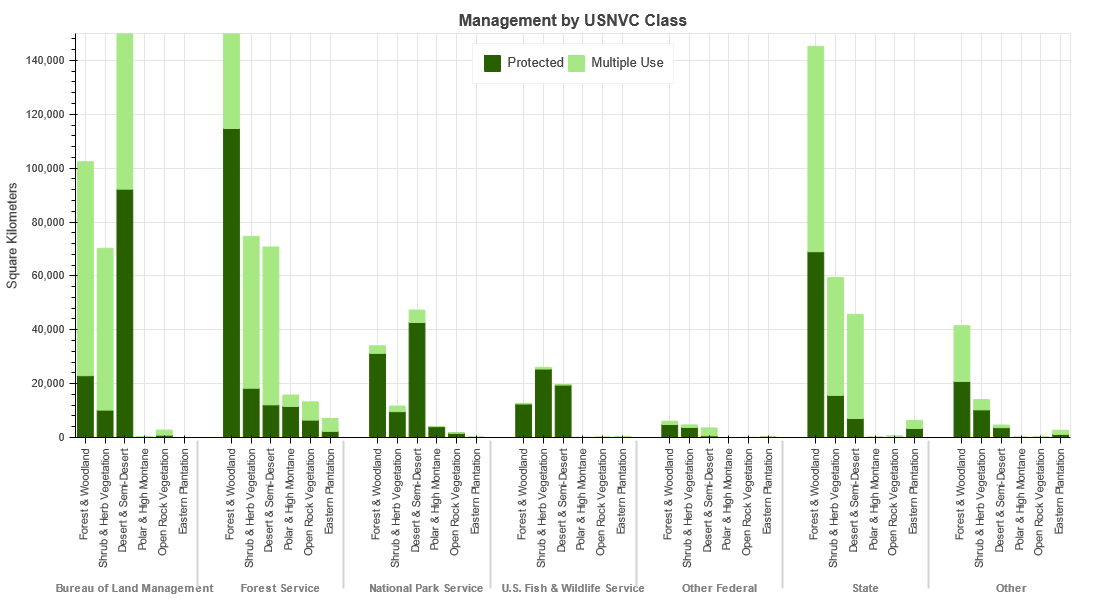 Management by USNVC Class
Protected
Multiple Use
Square Kilometers
140,000
120,000
100,000
80,000
60,000
40,000
20,000
0
Forest & Woodland
Shrub & Herb Vegetation
Desert & Semi-Desert
Polar & High Montane
Open Rock Vegetation
Eastern Plantation
Forest & Woodland
Shrub & Herb Vegetation
Desert & Semi-Desert
Polar & High Montane
Open Rock Vegetation
Eastern Plantation
Forest & Woodland
Shrub & Herb Vegetation
Desert & Semi-Desert
Polar & High Montane
Open Rock Vegetation
Eastern Plantation
Forest & Woodland
Shrub & Herb Vegetation
Desert & Semi-Desert
Polar & High Montane
Open Rock Vegetation
Eastern Plantation
Forest & Woodland
Shrub & Herb Vegetation
Desert & Semi-Desert
Polar & High Montane
Open Rock Vegetation
Eastern Plantation
Forest & Woodland
Shrub & Herb Vegetation
Desert & Semi-Desert
Polar & High Montane
Open Rock Vegetation
Eastern Plantation
Forest & Woodland
Shrub & Herb Vegetation
Desert & Semi-Desert
Polar & High Montane
Open Rock Vegetation
Eastern Plantation
Bureau of Land Management
Forest Service
National Park Service
U.S. Fish & Wildlife Service
Other Federal
State
Other